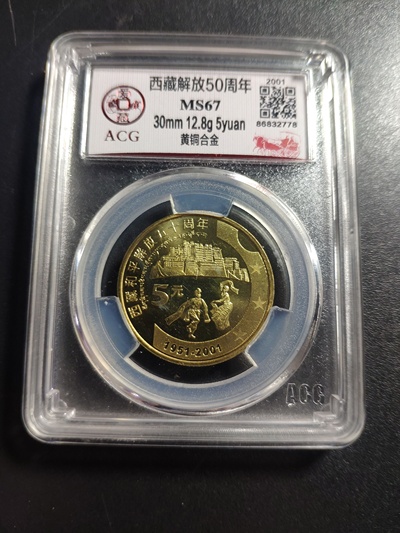 西藏解放50周年
MS67
30mm 12.8g 5yuan
黄铜合金
ACG
2001
86832778
西藏和平解放五十周年
5元
1951-2001
ACG